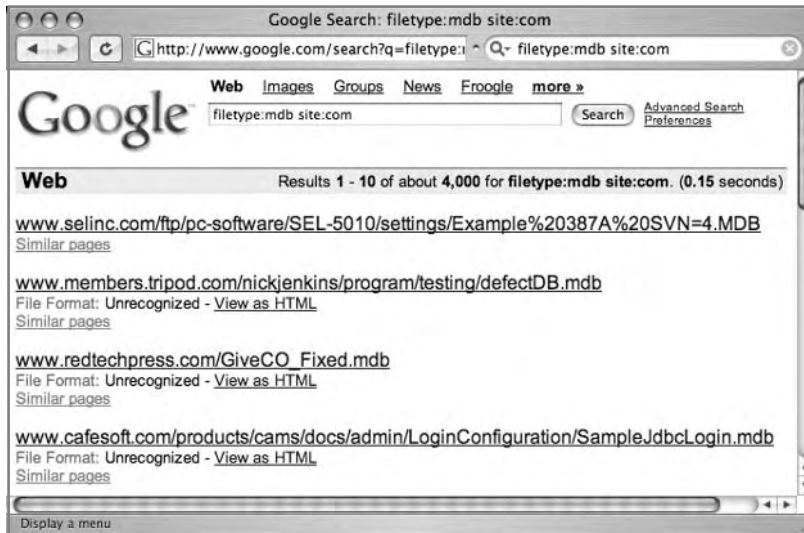 Google Search: filetype:mdb site:com
G http://www.google.com/search?q=filetype:r
Q filetype:mdb site:com
Google
Web Images Groups News Froogle more »
filetype:mdb site:com Search Advanced Search
Preferences
Web Results 1 - 10 of about 4,000 for filetype:mdb site:com. (0.15 seconds)
www.selinc.com/ftp/pc-software/SEL-5010/settings/Example%20387A%20SVN=4.MDB
Similar pages
www.members.tripod.com/nickjenkins/program/testing/defectDB.mdb
File Format: Unrecognized - View as HTML
Similar pages
www.redtechpress.com/GiveCO_Fixed.mdb
File Format: Unrecognized - View as HTML
Similar pages
www.cafesoft.com/products/cams/docs/admin/LoginConfiguration/SampleJdbcLogin.mdb
File Format: Unrecognized - View as HTML
Similar pages
Display a menu